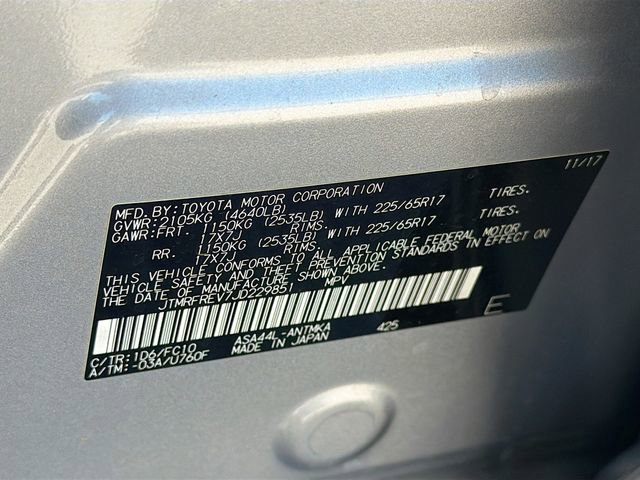 11/17
MFD. BY: TOYOTA MOTOR CORPORATION
GVWR: 2105KG (4640LB)
GAWR: FRT. 1150KG (2535LB) WITH 225/65R17 TIRES.
17X7J RIMS.
RR. 1150KG (2535LB) WITH 225/65R17 TIRES.
17X7J RIMS.
THIS VEHICLE CONFORMS TO ALL APPLICABLE FEDERAL MOTOR
VEHICLE SAFETY AND THEFT PREVENTION STANDARDS IN EFFECT ON
THE DATE OF MANUFACTURE SHOWN ABOVE.
JTMRFREV7JD229851 MPV
E
C/TR: 1D6/FC10 ASA44L-ANTMKA 425
A/TM: -03A/U760F MADE IN JAPAN